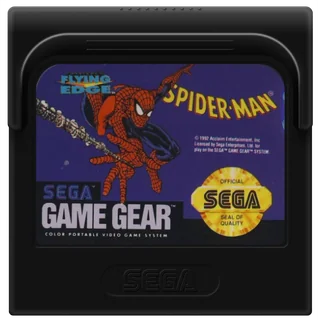 FLYING
EDGE
SPIDER-MAN
© 1992 Acclaim Entertainment, Inc.
Licensed by Sega Enterprises, Ltd. for
play on the SEGA™ GAME GEAR™ SYSTEM.
SEGA
GAME GEAR™
COLOR PORTABLE VIDEO GAME SYSTEM
OFFICIAL
SEGA
SEAL OF
QUALITY
SEGA